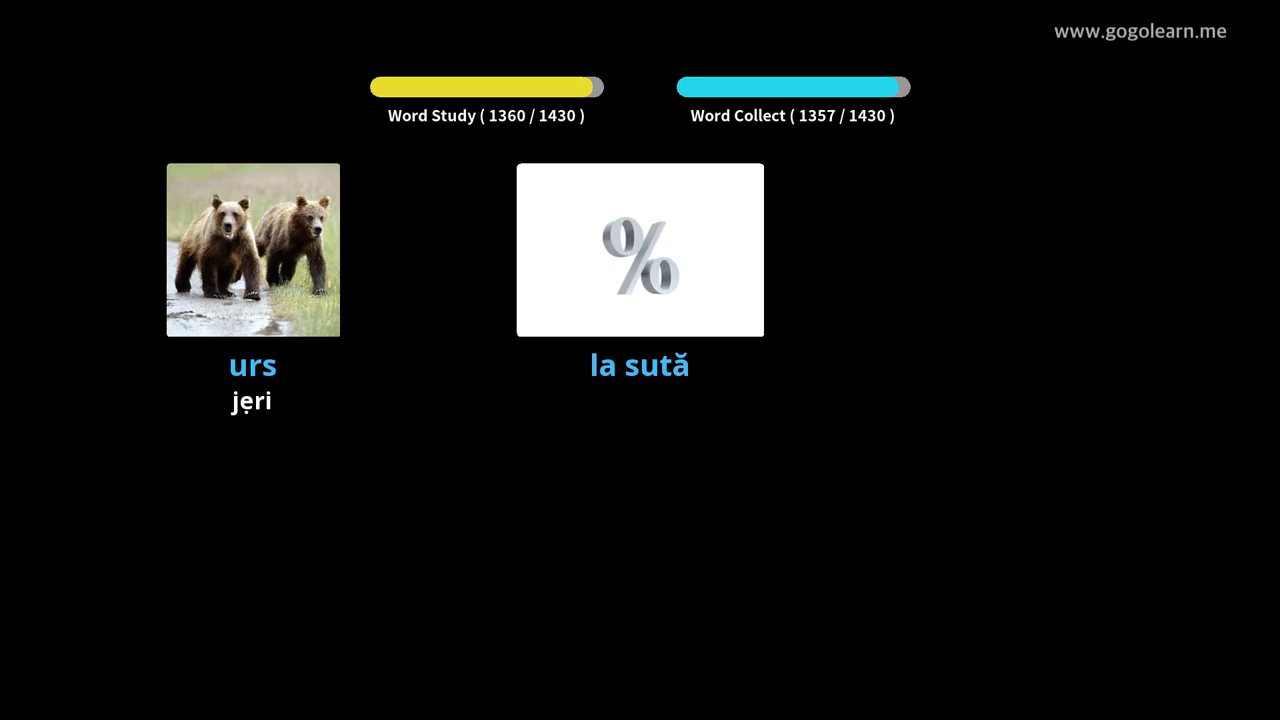 www.gogolearn.me
Word Study ( 1360 / 1430 )
Word Collect ( 1357 / 1430 )
urs
jẹri
la sută